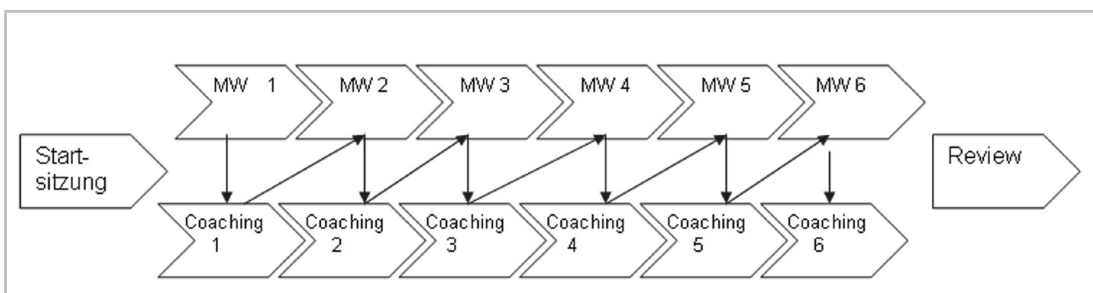 MW 1
MW 2
MW 3
MW 4
MW 5
MW 6
Start-
sitzung
Review
Coaching
1
Coaching
2
Coaching
3
Coaching
4
Coaching
5
Coaching
6